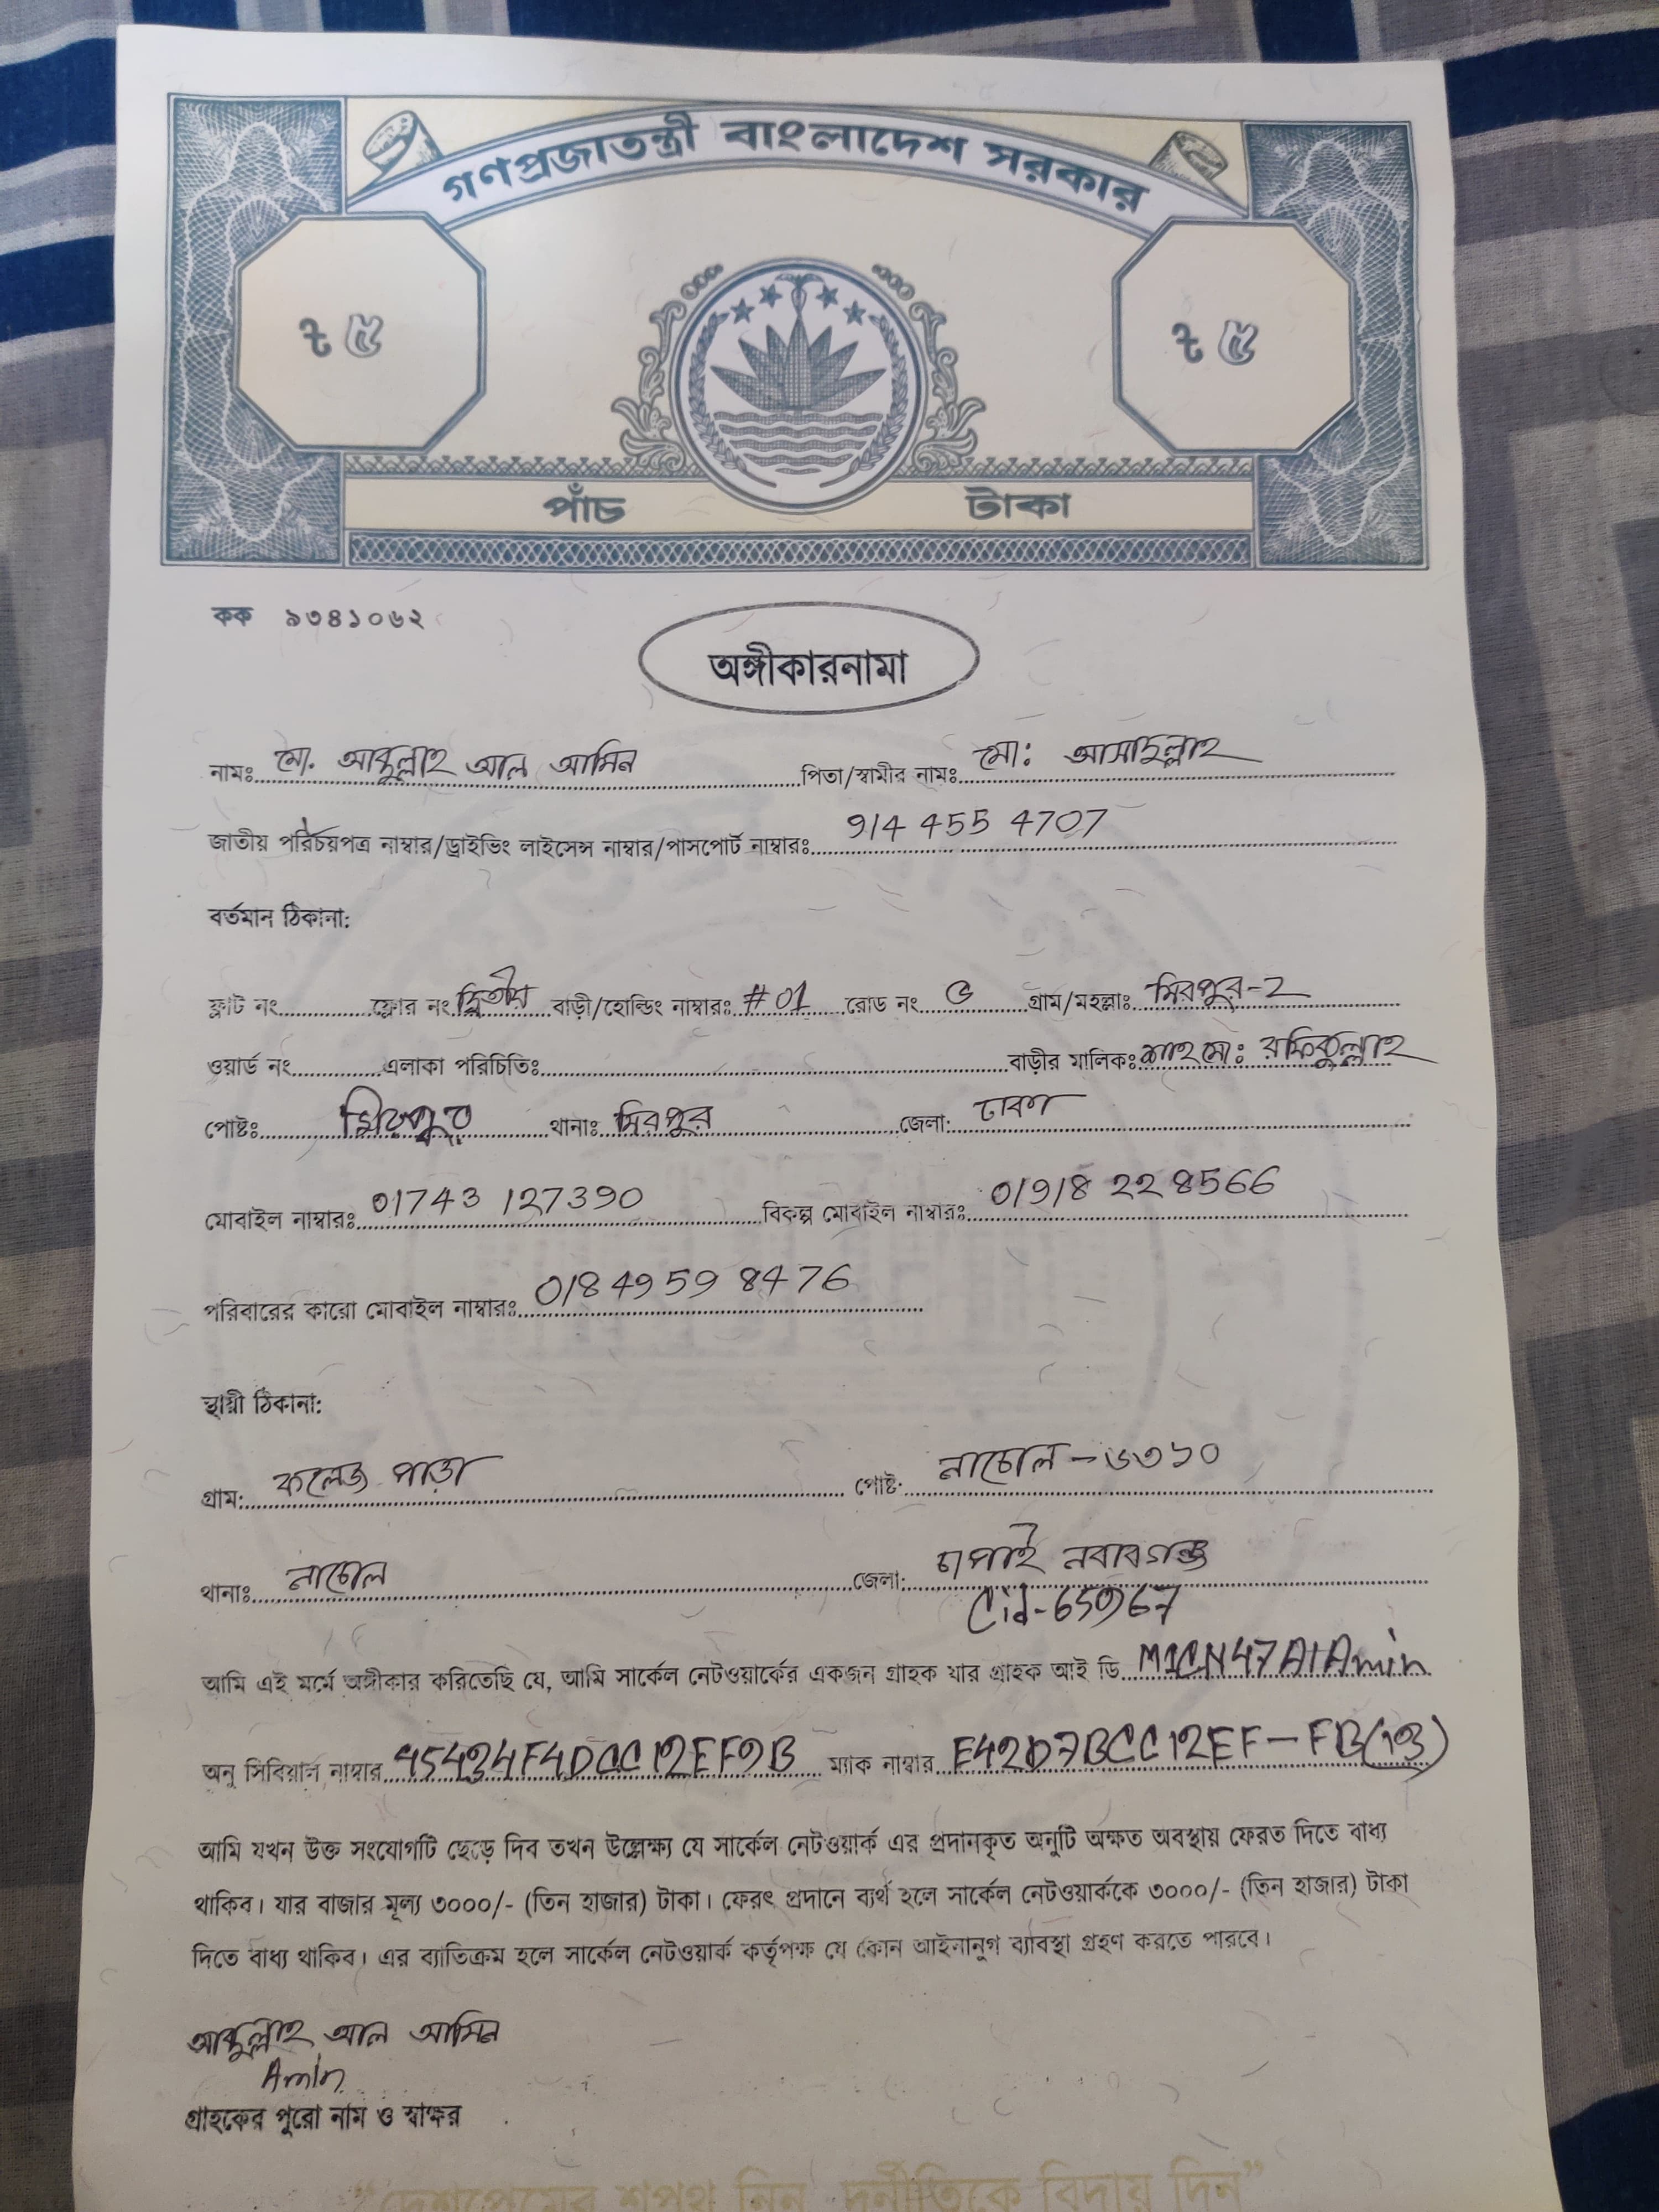 গণপ্রজাতন্ত্রী বাংলাদেশ সরকার
৳ ৫ ৳ ৫
পাঁচ টাকা
কক ৯৩৪১০৬২
অঙ্গীকারনামা
নামঃ মো. আব্দুল্লাহ আল আমিন পিতা/স্বামীর নামঃ মো: আসাদুল্লাহ
জাতীয় পরিচয়পত্র নাম্বার/ড্রাইভিং লাইসেন্স নাম্বার/পাসপোর্ট নাম্বারঃ 914 455 4707
বর্তমান ঠিকানা:
ফ্লাট নং ফ্লোর নং দ্বিতীয় বাড়ী/হোল্ডিং নাম্বারঃ #01 রোড নং G গ্রাম/মহল্লাঃ মিরপুর-2
ওয়ার্ড নং এলাকা পরিচিতিঃ বাড়ীর মালিকঃ শাহ মো: রফিকুল্লাহ
পোষ্টঃ মিরপুর থানাঃ মিরপুর জেলা: ঢাকা
মোবাইল নাম্বারঃ 01743 127390 বিকল্প মোবাইল নাম্বারঃ 01918 228566
পরিবারের কারো মোবাইল নাম্বারঃ 01849598476
স্থায়ী ঠিকানা:
গ্রাম: কলেজ পাড়া পোষ্ট: নাচোল - ৬৩১০
থানাঃ নাচোল জেলা: চাপাই নবাবগঞ্জ
Cid-65967
আমি এই মর্মে অঙ্গীকার করিতেছি যে, আমি সার্কেল নেটওয়ার্কের একজন গ্রাহক যার গ্রাহক আই ডি M1CN47AlAmin
অনু সিরিয়াল নাম্বার 45434F4DCC12EF9B ম্যাক নাম্বার E42D7BCC12EF-FB(13)
আমি যখন উক্ত সংযোগটি ছেড়ে দিব তখন উল্লেক্ষ্য যে সার্কেল নেটওয়ার্ক এর প্রদানকৃত অনুটি অক্ষত অবস্থায় ফেরত দিতে বাধ্য
থাকিব। যার বাজার মূল্য ৩০০০/- (তিন হাজার) টাকা। ফেরৎ প্রদানে ব্যর্থ হলে সার্কেল নেটওয়ার্ককে ৩০০০/- (তিন হাজার) টাকা
দিতে বাধ্য থাকিব। এর ব্যাতিক্রম হলে সার্কেল নেটওয়ার্ক কর্তৃপক্ষ যে কোন আইনানুগ ব্যাবস্থা গ্রহণ করতে পারবে।
আব্দুল্লাহ আল আমিন
Amin
গ্রাহকের পুরো নাম ও স্বাক্ষর
“দেশপ্রেমের শপথ নিন, দুর্নীতিকে বিদায় দিন”